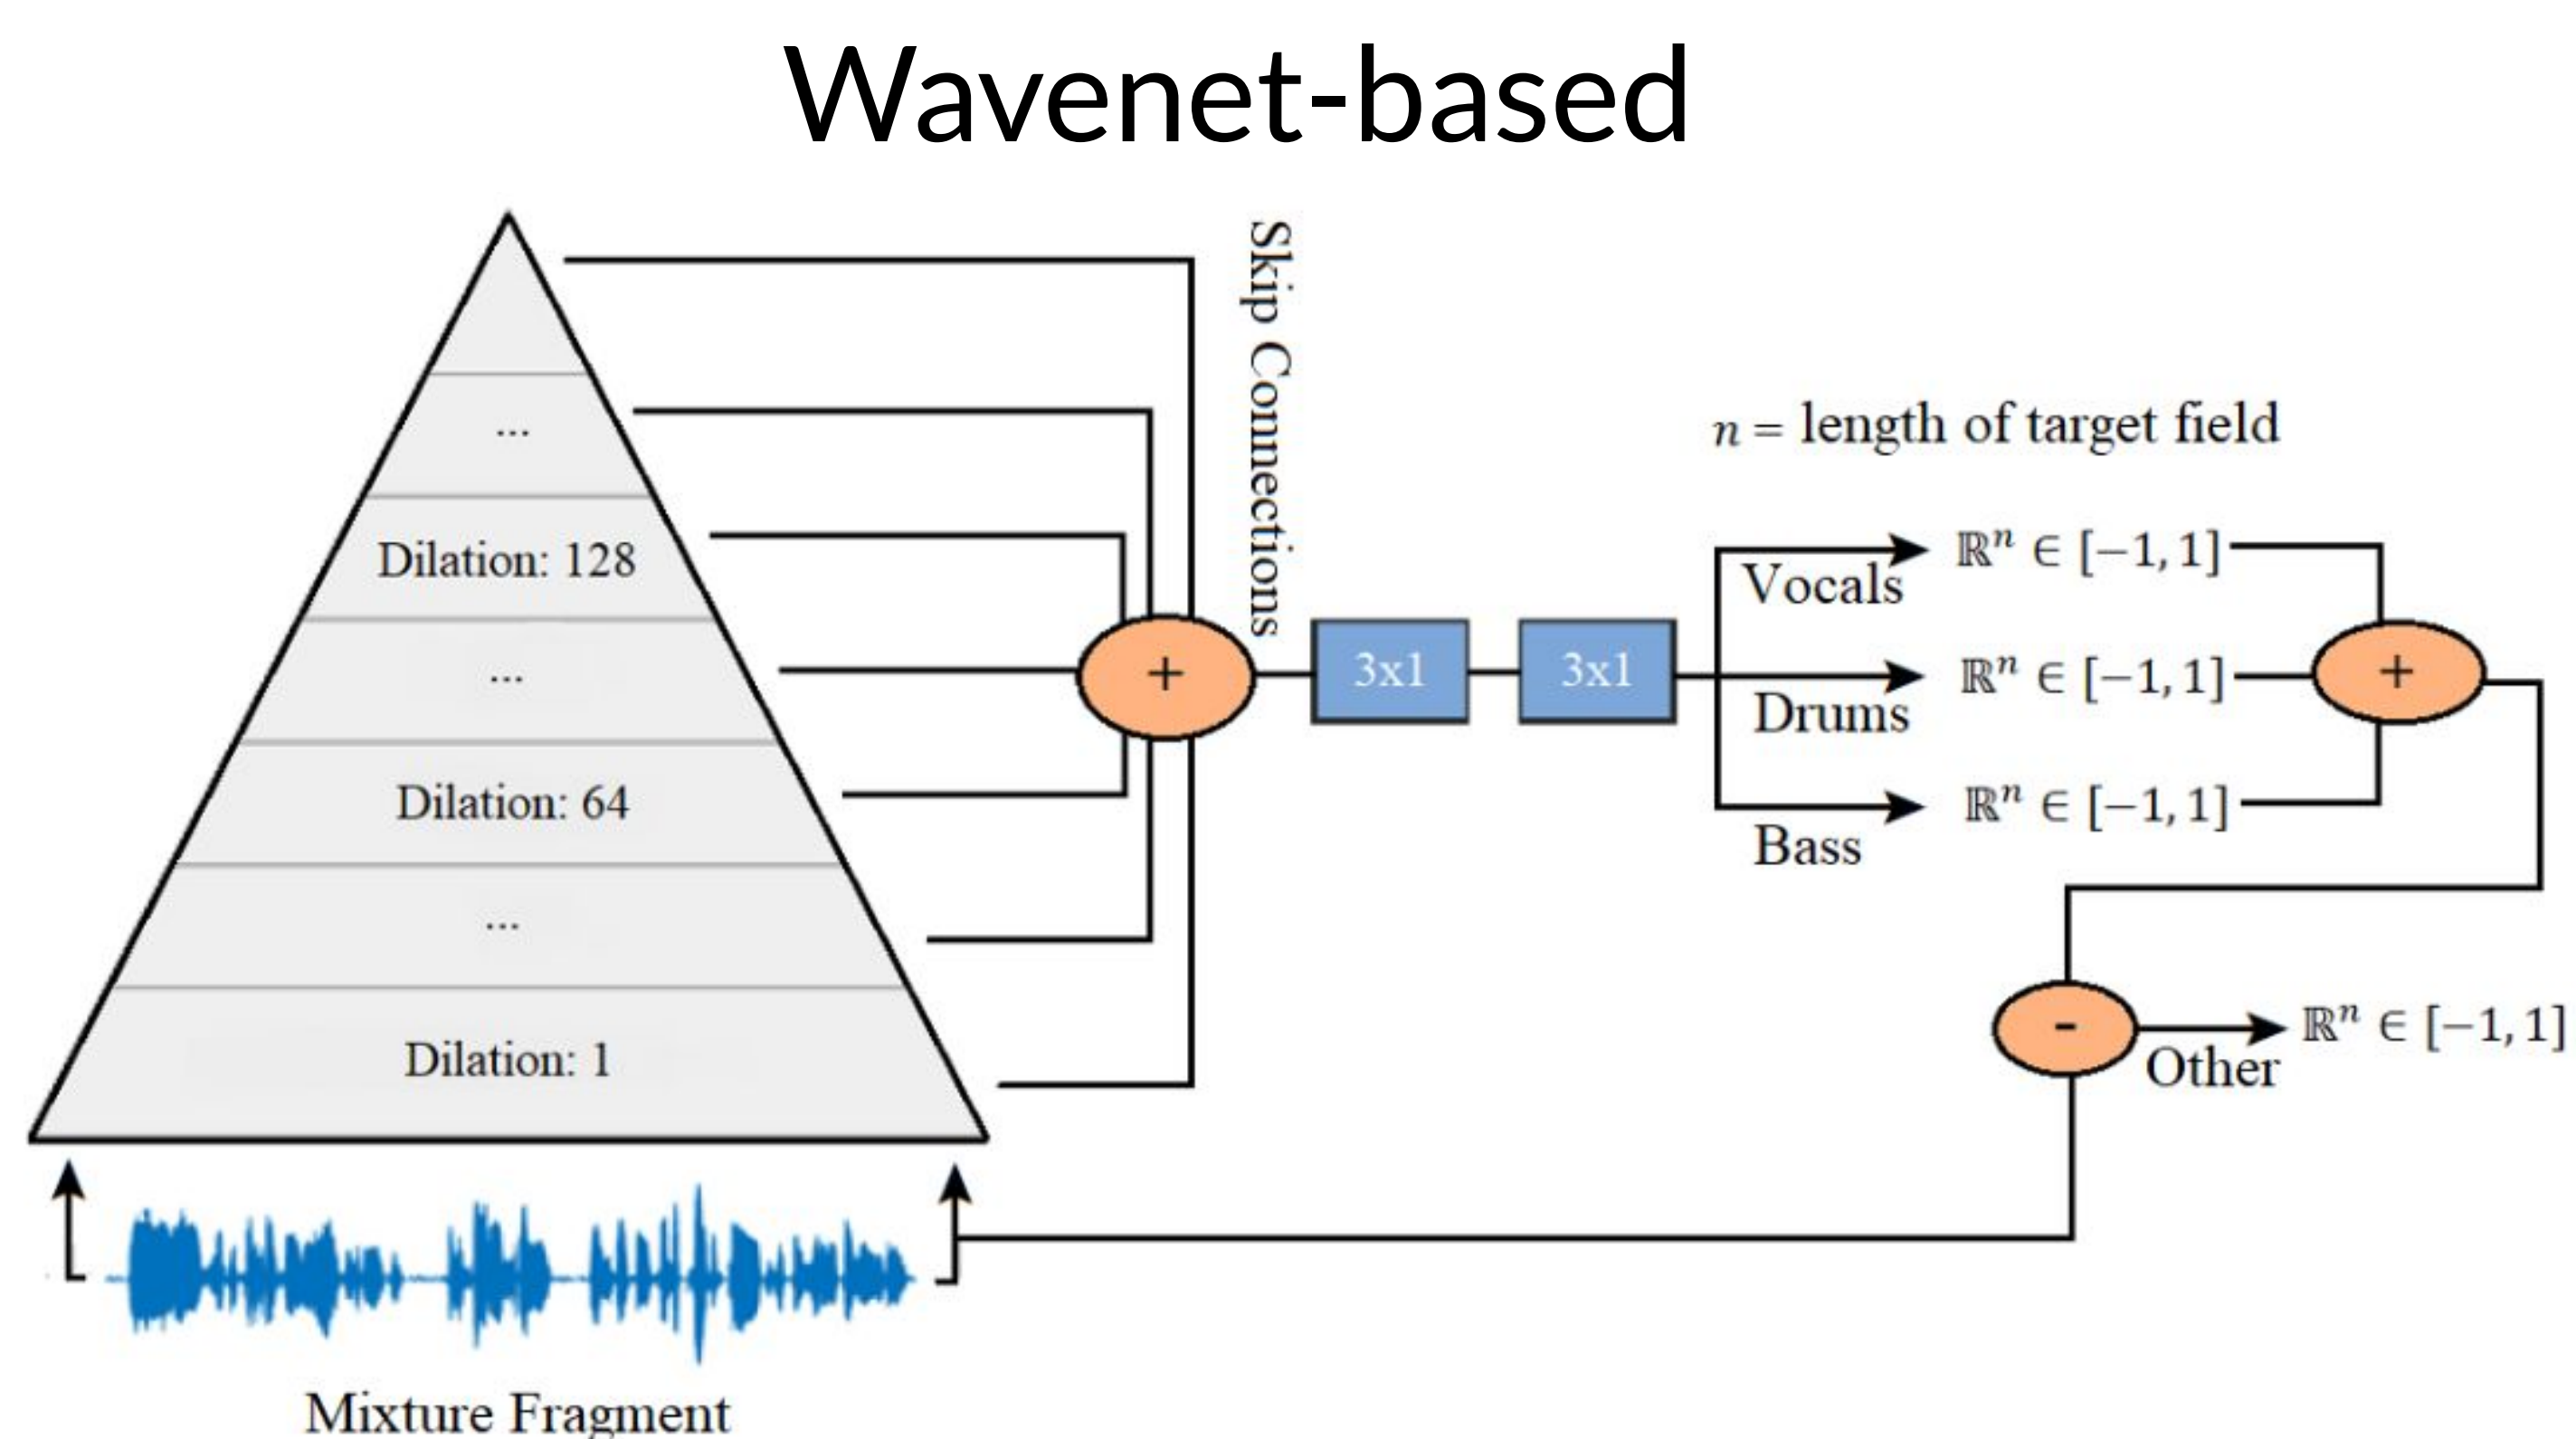 Wavenet-based
Skip Connections
...
Dilation: 128
...
Dilation: 64
...
Dilation: 1
Mixture Fragment
+
3x1
3x1
n = length of target field
Vocals
ℝⁿ ∈ [−1, 1]
Drums
ℝⁿ ∈ [−1, 1]
Bass
ℝⁿ ∈ [−1, 1]
+
-
Other
ℝⁿ ∈ [−1, 1]